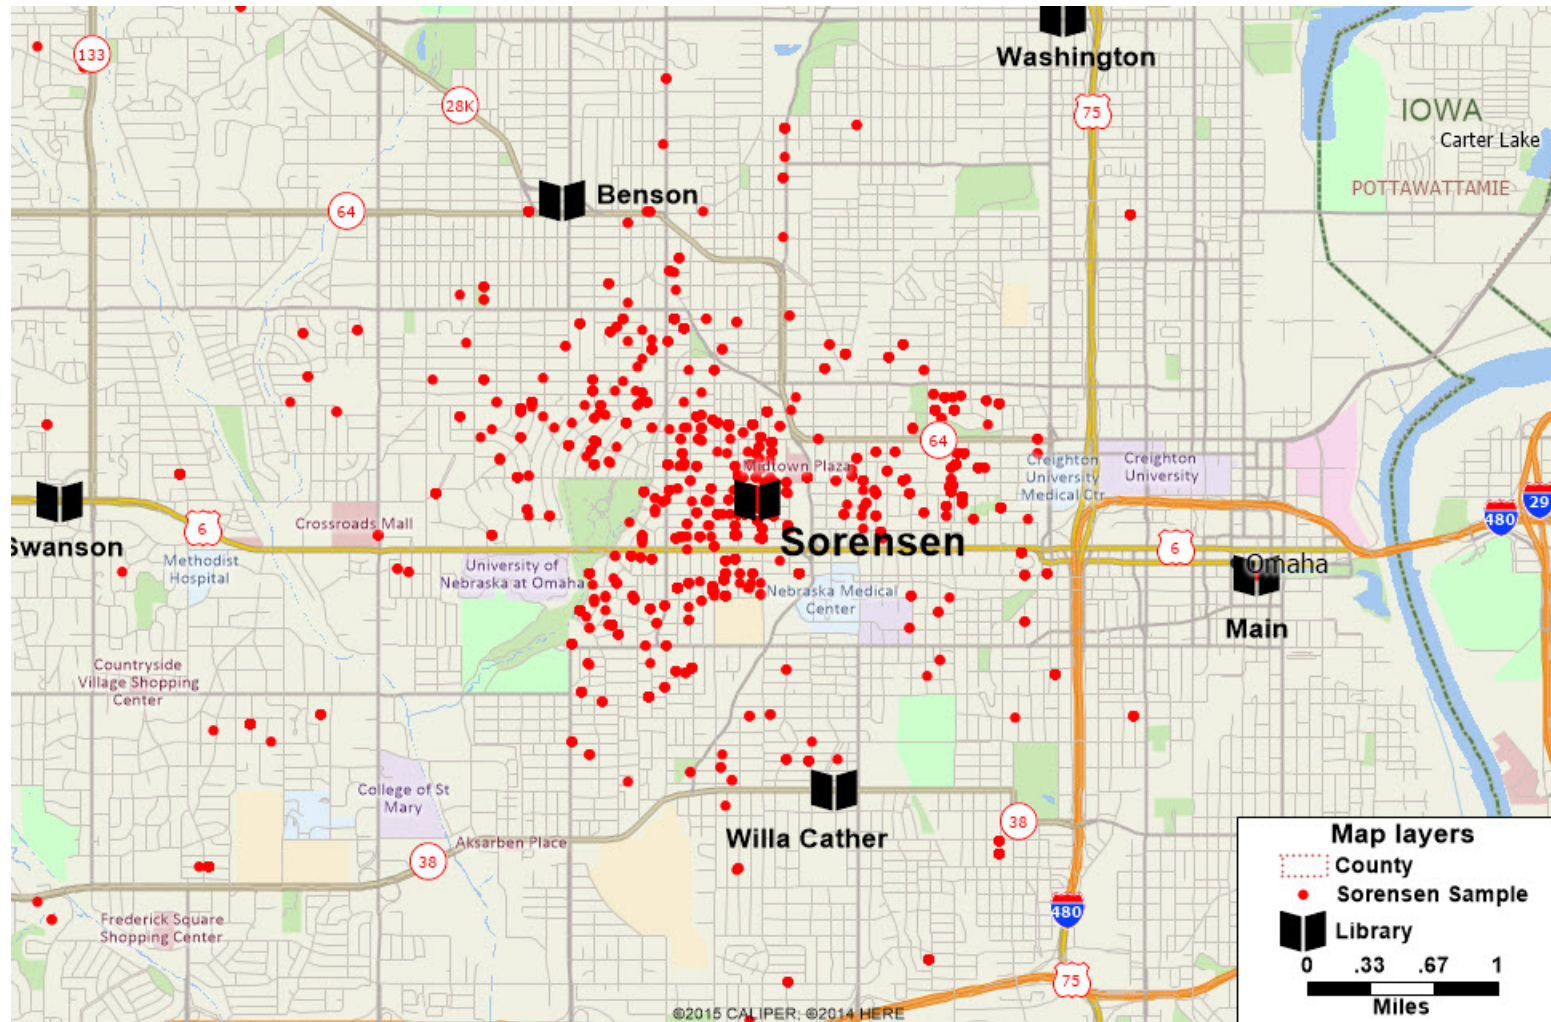 Washington
133
28K
75
IOWA
Carter Lake
POTTAWATTAMIE
Benson
64
64
Midtown Plaza
Creighton
University
Medical Ctr
Creighton
University
29
480
Swanson
6
Crossroads Mall
Methodist
Hospital
University of
Nebraska at Omaha
Sorensen
6
Omaha
Nebraska Medical
Center
Main
Countryside
Village Shopping
Center
College of St
Mary
Aksarben Place
38
Willa Cather
38
480
Frederick Square
Shopping Center
75
©2015 CALIPER; ©2014 HERE
Map layers
County
Sorensen Sample
Library
0 .33 .67 1
Miles